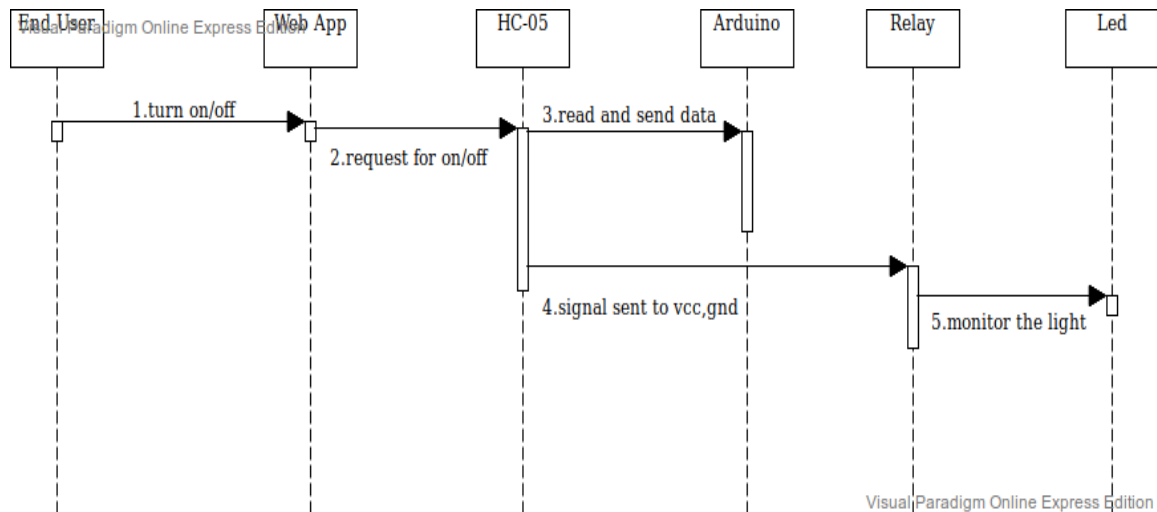 End User
Visual Paradigm Online Express Edition
Web App
HC-05
Arduino
Relay
Led
1.turn on/off
2.request for on/off
3.read and send data
4.signal sent to vcc,gnd
5.monitor the light
Visual Paradigm Online Express Edition